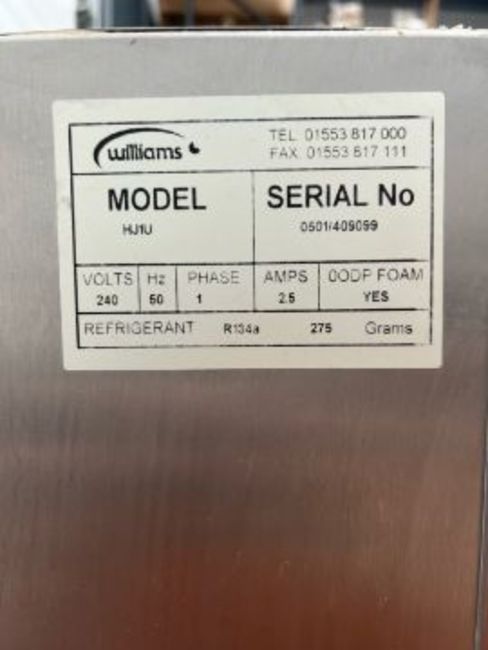 williams
TEL. 01553 817 000
FAX. 01553 817 111
MODEL
HJ1U
SERIAL No
0501/409099
VOLTS Hz PHASE AMPS 0ODP FOAM
240 50 1 2.5 YES
REFRIGERANT R134a 275 Grams